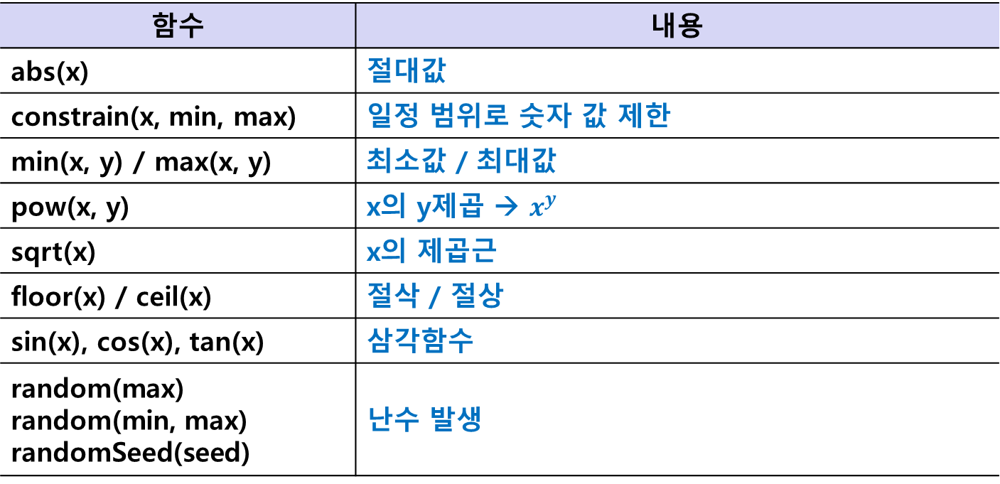 함수 내용
abs(x) 절대값
constrain(x, min, max) 일정 범위로 숫자 값 제한
min(x, y) / max(x, y) 최소값 / 최대값
pow(x, y) x의 y제곱 → x^y
sqrt(x) x의 제곱근
floor(x) / ceil(x) 절삭 / 절상
sin(x), cos(x), tan(x) 삼각함수
random(max)
random(min, max) 난수 발생
randomSeed(seed)